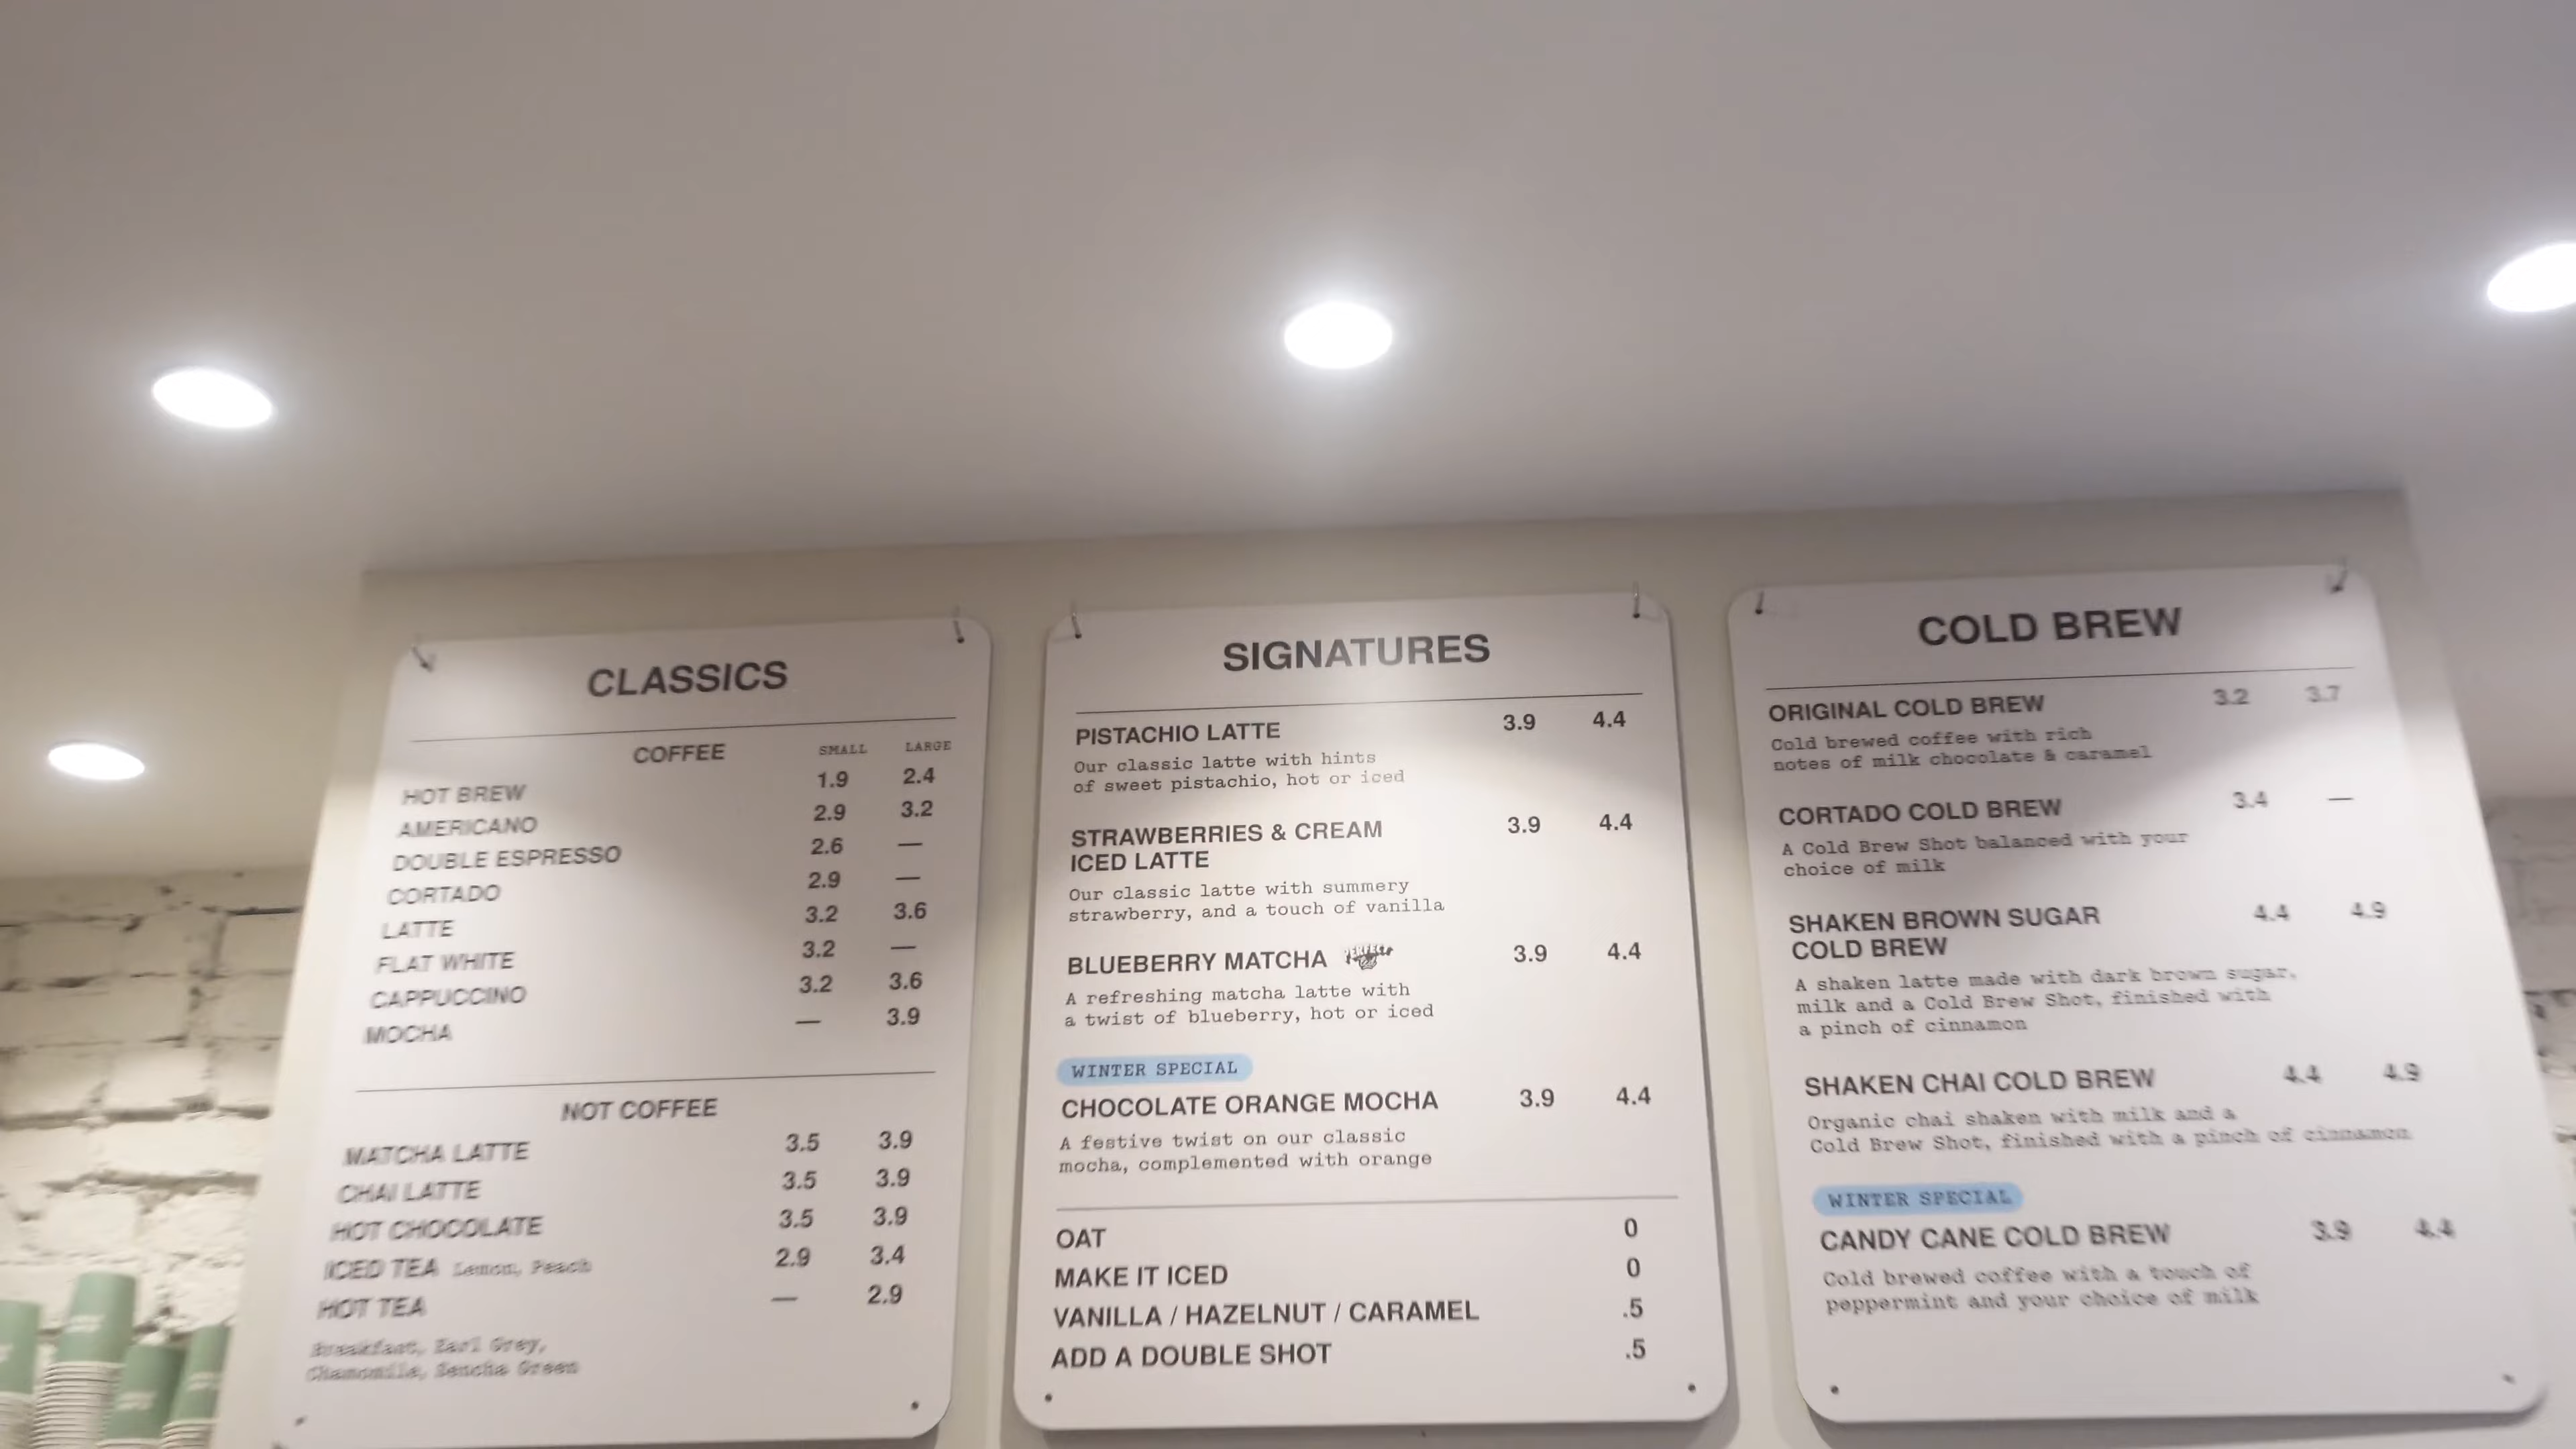 CLASSICS
COFFEE SMALL LARGE
HOT BREW 1.9 2.4
AMERICANO 2.9 3.2
DOUBLE ESPRESSO 2.6 —
CORTADO 2.9 —
LATTE 3.2 3.6
FLAT WHITE 3.2 —
CAPPUCCINO 3.2 3.6
MOCHA — 3.9
NOT COFFEE
MATCHA LATTE 3.5 3.9
CHAI LATTE 3.5 3.9
HOT CHOCOLATE 3.5 3.9
ICED TEA Lemon, Peach 2.9 3.4
HOT TEA — 2.9
Breakfast, Earl Grey,
Chamomile, Sencha Green
SIGNATURES
PISTACHIO LATTE 3.9 4.4
Our classic latte with hints
of sweet pistachio, hot or iced
STRAWBERRIES & CREAM 3.9 4.4
ICED LATTE
Our classic latte with summery
strawberry, and a touch of vanilla
BLUEBERRY MATCHA 3.9 4.4
A refreshing matcha latte with
a twist of blueberry, hot or iced
WINTER SPECIAL
CHOCOLATE ORANGE MOCHA 3.9 4.4
A festive twist on our classic
mocha, complemented with orange
OAT 0
MAKE IT ICED 0
VANILLA / HAZELNUT / CARAMEL .5
ADD A DOUBLE SHOT .5
COLD BREW
ORIGINAL COLD BREW 3.2 3.7
Cold brewed coffee with rich
notes of milk chocolate & caramel
CORTADO COLD BREW 3.4 —
A Cold Brew Shot balanced with your
choice of milk
SHAKEN BROWN SUGAR 4.4 4.9
COLD BREW
A shaken latte made with dark brown sugar,
milk and a Cold Brew Shot, finished with
a pinch of cinnamon
SHAKEN CHAI COLD BREW 4.4 4.9
Organic chai shaken with milk and a
Cold Brew Shot, finished with a pinch of cinnamon
WINTER SPECIAL
CANDY CANE COLD BREW 3.9 4.4
Cold brewed coffee with a touch of
peppermint and your choice of milk